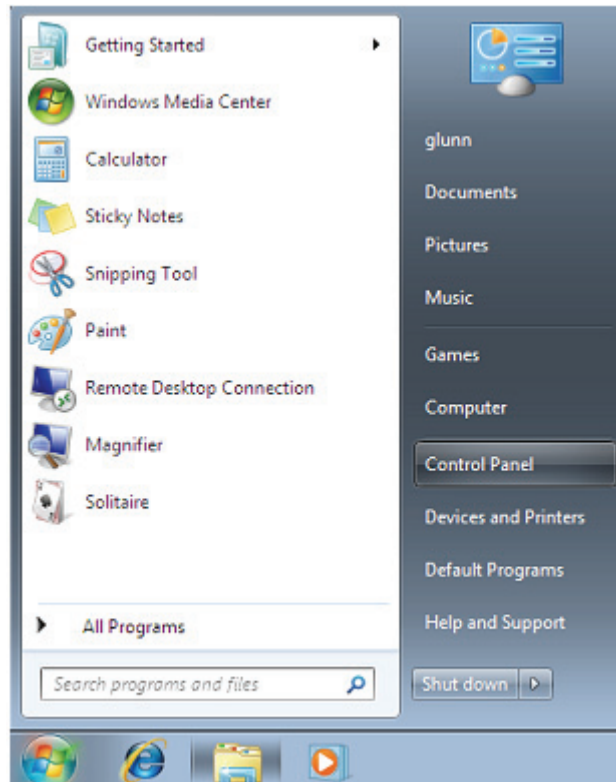 Getting Started
Windows Media Center
Calculator
Sticky Notes
Snipping Tool
Paint
Remote Desktop Connection
Magnifier
Solitaire
All Programs
Search programs and files
glunn
Documents
Pictures
Music
Games
Computer
Control Panel
Devices and Printers
Default Programs
Help and Support
Shut down